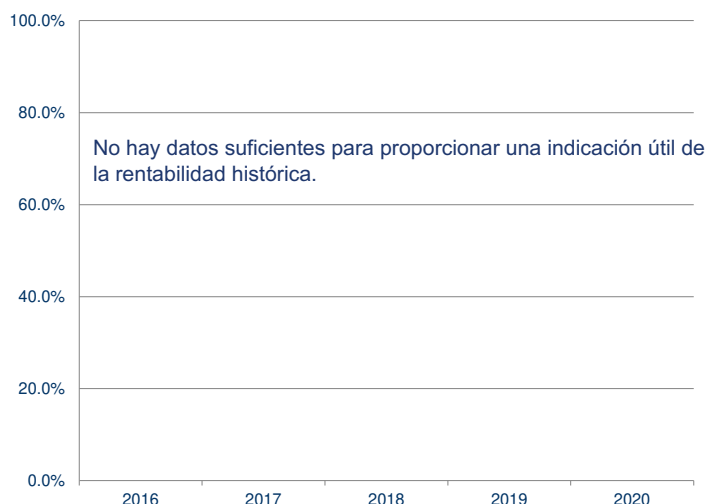 100.0%
80.0%
No hay datos suficientes para proporcionar una indicación útil de
la rentabilidad histórica.
60.0%
40.0%
20.0%
0.0%
2016 2017 2018 2019 2020